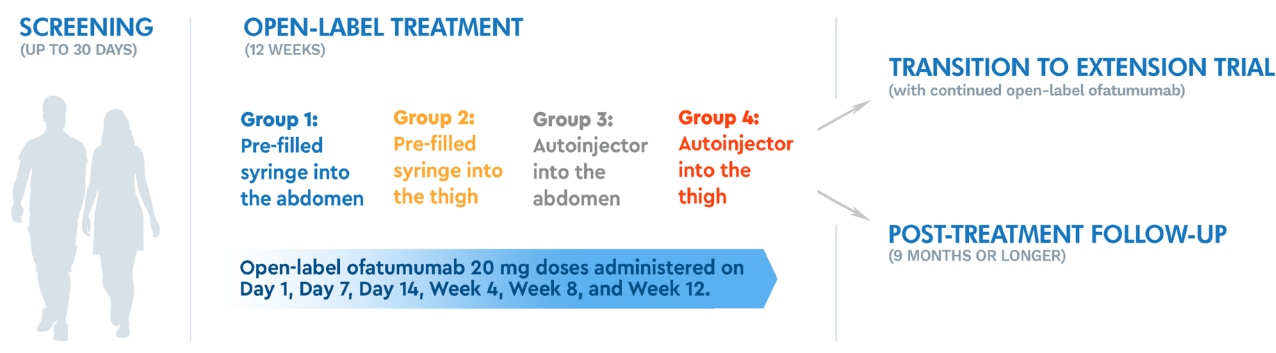 SCREENING
(UP TO 30 DAYS)
OPEN-LABEL TREATMENT
(12 WEEKS)
Group 1:
Pre-filled
syringe into
the abdomen
Group 2:
Pre-filled
syringe into
the thigh
Group 3:
Autoinjector
into the
abdomen
Group 4:
Autoinjector
into the
thigh
Open-label ofatumumab 20 mg doses administered on
Day 1, Day 7, Day 14, Week 4, Week 8, and Week 12.
TRANSITION TO EXTENSION TRIAL
(with continued open-label ofatumumab)
POST-TREATMENT FOLLOW-UP
(9 MONTHS OR LONGER)